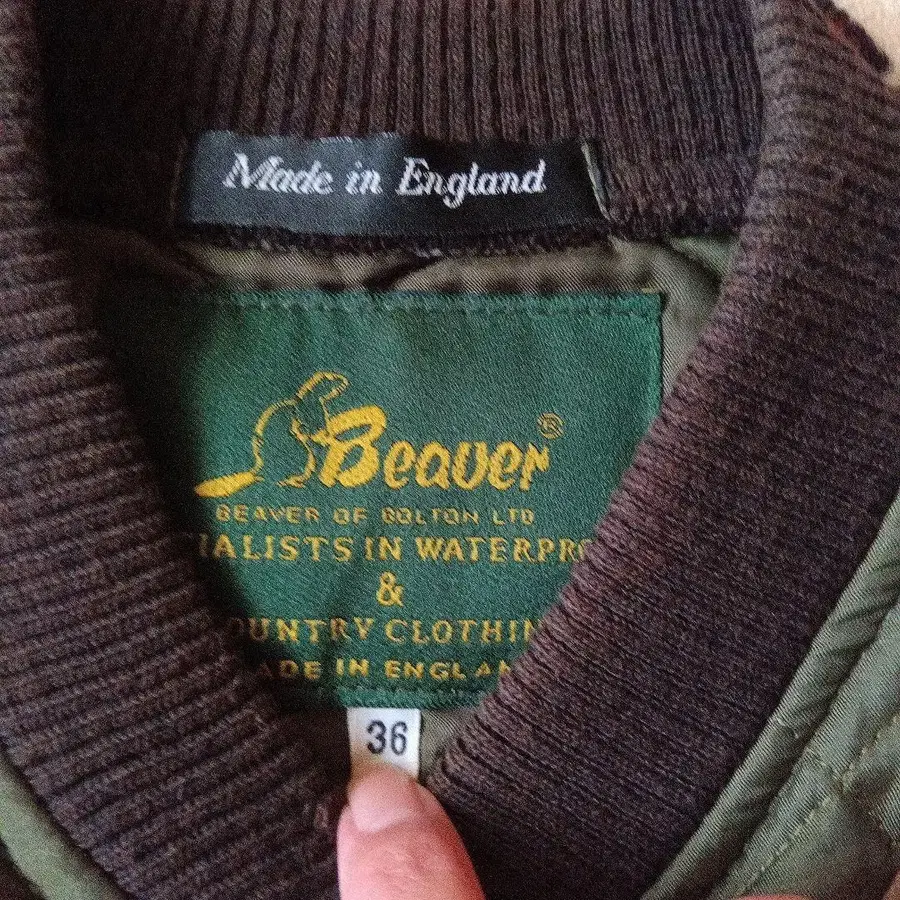 Made in England
Beaver®
BEAVER OF BOLTON LTD
IALISTS IN WATERPRO
&
OUNTRY CLOTHIN
ADE IN ENGLAN
36